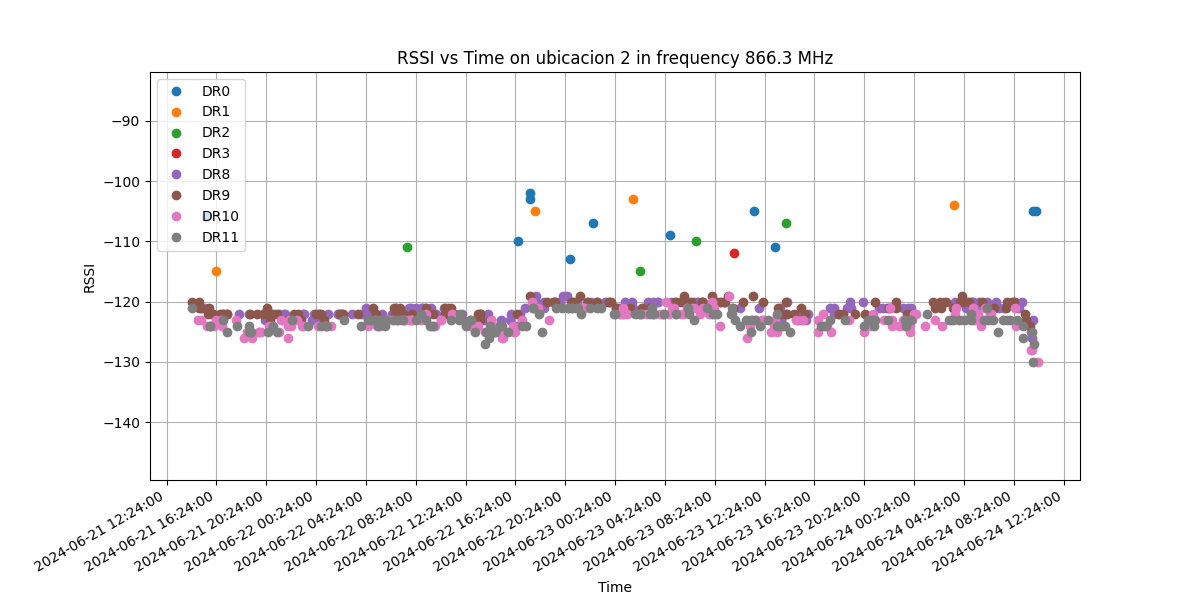 RSSI vs Time on ubicacion 2 in frequency 866.3 MHz
DR0
DR1
DR2
DR3
DR8
DR9
DR10
DR11
RSSI
−90
−100
−110
−120
−130
−140
2024-06-21 12:24:00
2024-06-21 16:24:00
2024-06-21 20:24:00
2024-06-22 00:24:00
2024-06-22 04:24:00
2024-06-22 08:24:00
2024-06-22 12:24:00
2024-06-22 16:24:00
2024-06-22 20:24:00
2024-06-23 00:24:00
2024-06-23 04:24:00
2024-06-23 08:24:00
2024-06-23 12:24:00
2024-06-23 16:24:00
2024-06-23 20:24:00
2024-06-24 00:24:00
2024-06-24 04:24:00
2024-06-24 08:24:00
2024-06-24 12:24:00
Time